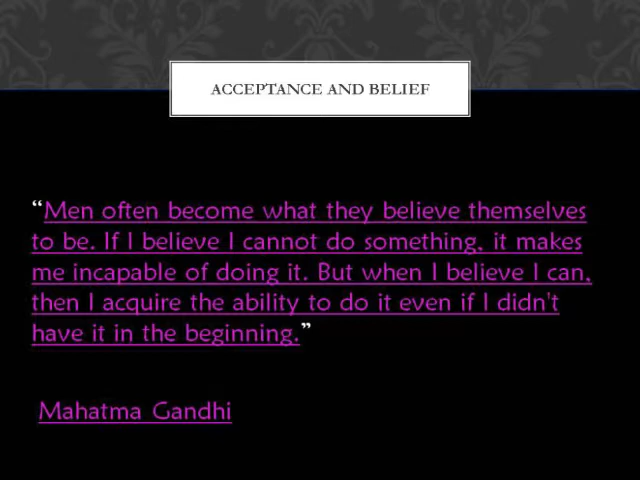 ACCEPTANCE AND BELIEF
“Men often become what they believe themselves
to be. If I believe I cannot do something, it makes
me incapable of doing it. But when I believe I can,
then I acquire the ability to do it even if I didn't
have it in the beginning.”
Mahatma Gandhi